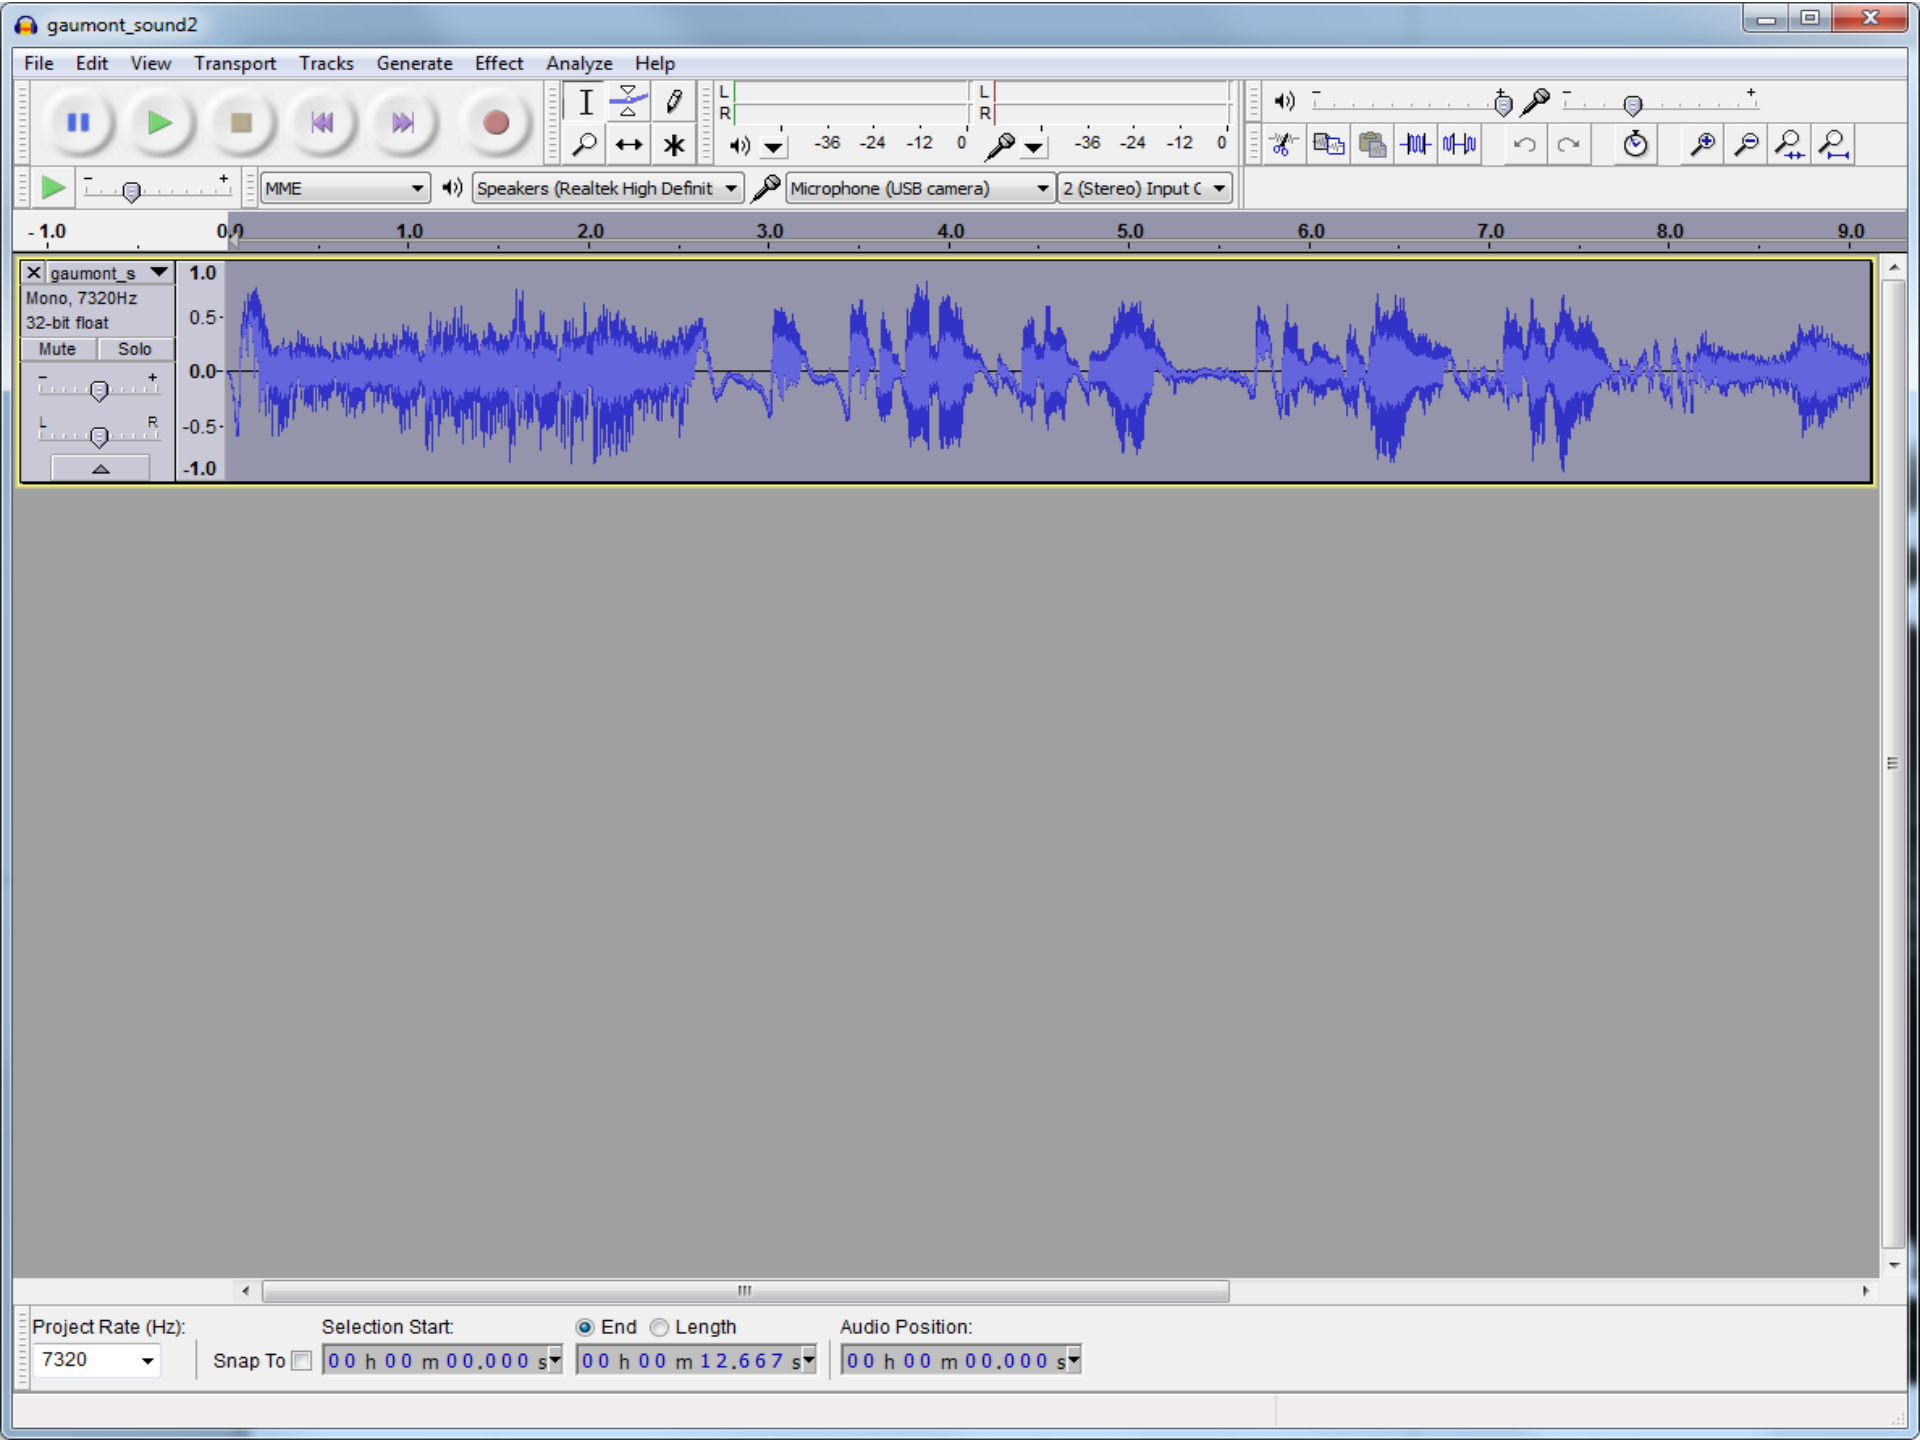 gaumont_sound2
File Edit View Transport Tracks Generate Effect Analyze Help
L
R
-36 -24 -12 0
L
R
-36 -24 -12 0
MME
Speakers (Realtek High Definit
Microphone (USB camera)
2 (Stereo) Input C
- 1.0 0.0 1.0 2.0 3.0 4.0 5.0 6.0 7.0 8.0 9.0
gaumont_s
Mono, 7320Hz
32-bit float
Mute Solo
- +
L R
1.0
0.5
0.0
-0.5
-1.0
Project Rate (Hz):
7320
Snap To
Selection Start:
00 h 00 m 00.000 s
End Length
00 h 00 m 12.667 s
Audio Position:
00 h 00 m 00.000 s